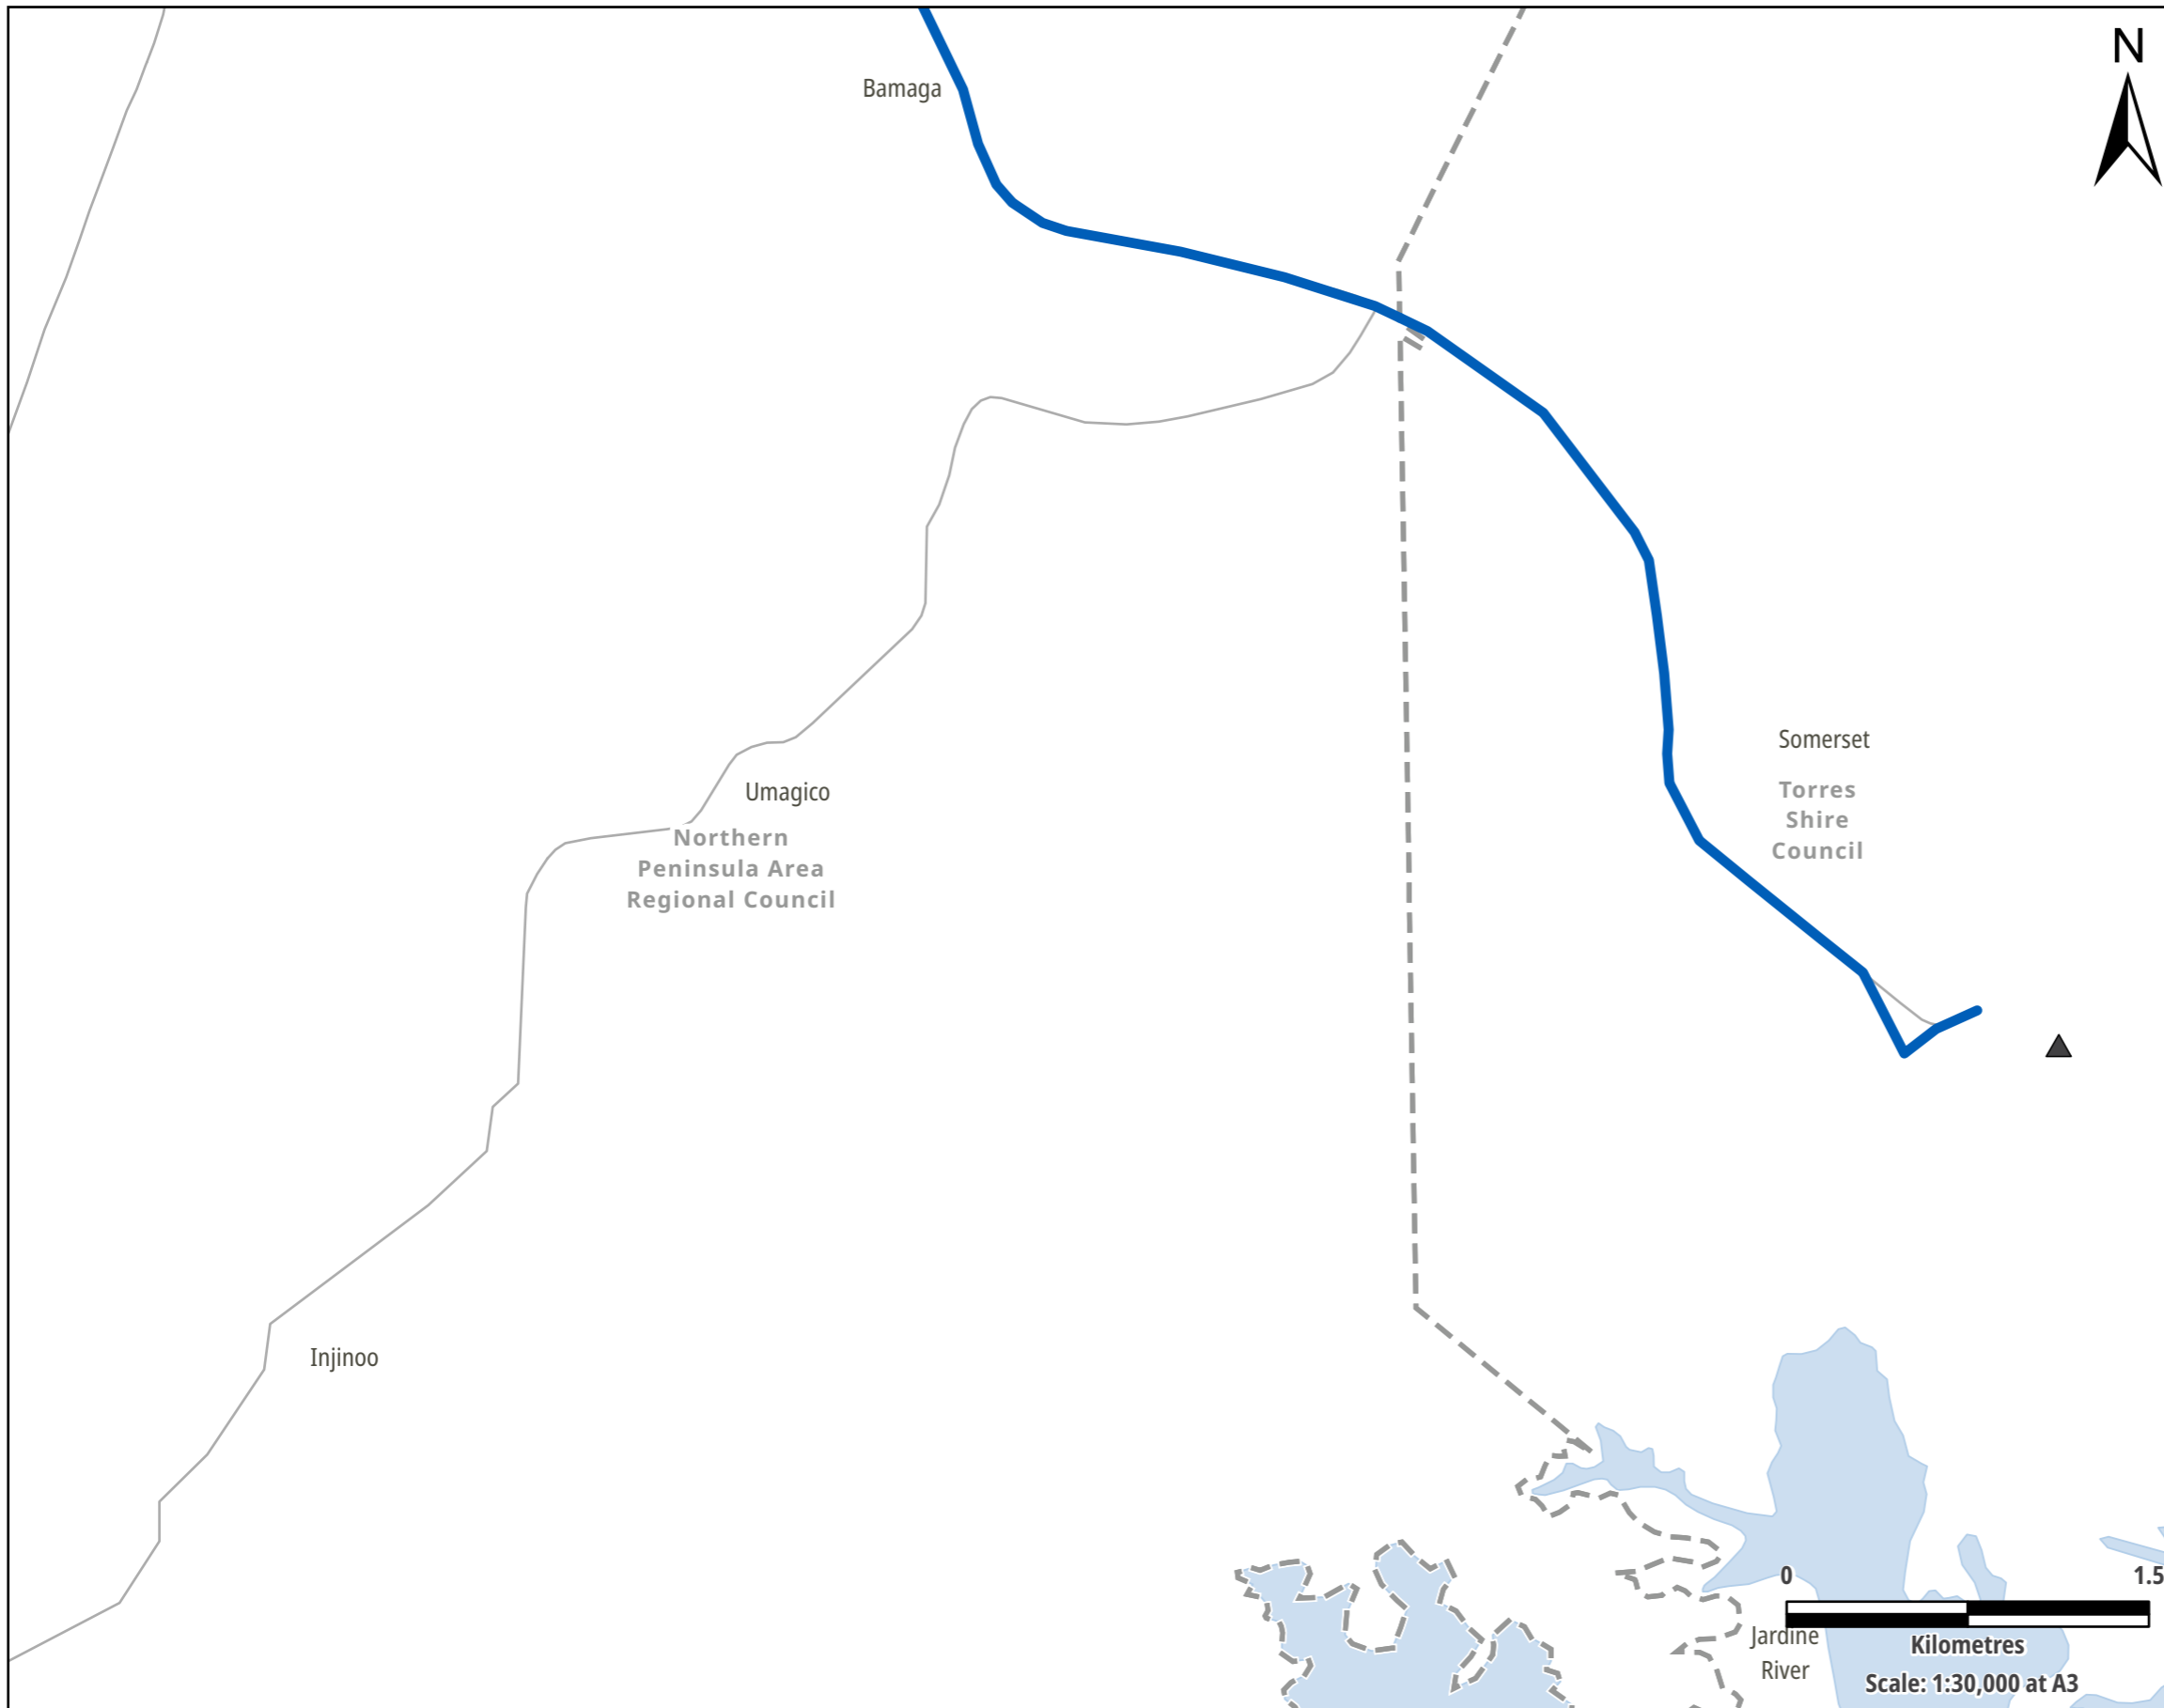 N
Bamaga
Somerset
Torres
Shire
Council
Umagico
Northern
Peninsula Area
Regional Council
Injinoo
0 1.5
Jardine
River
Kilometres
Scale: 1:30,000 at A3